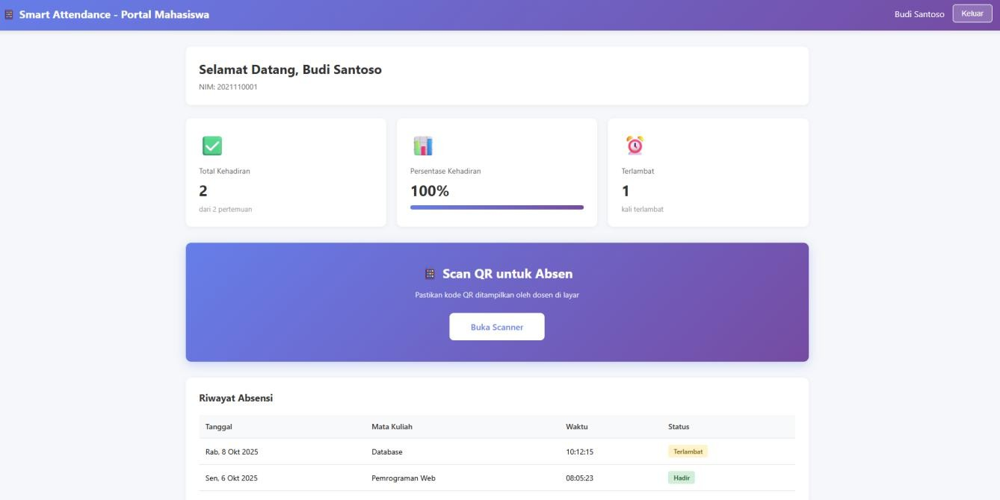 Smart Attendance - Portal Mahasiswa
Budi Santoso
Keluar
Selamat Datang, Budi Santoso
NIM: 2021110001
Total Kehadiran
2
dari 2 pertemuan
Persentase Kehadiran
100%
Terlambat
1
kali terlambat
Scan QR untuk Absen
Pastikan kode QR ditampilkan oleh dosen di layar
Buka Scanner
Riwayat Absensi
Tanggal Mata Kuliah Waktu Status
Rab, 8 Okt 2025 Database 10:12:15 Terlambat
Sen, 6 Okt 2025 Pemrograman Web 08:05:23 Hadir